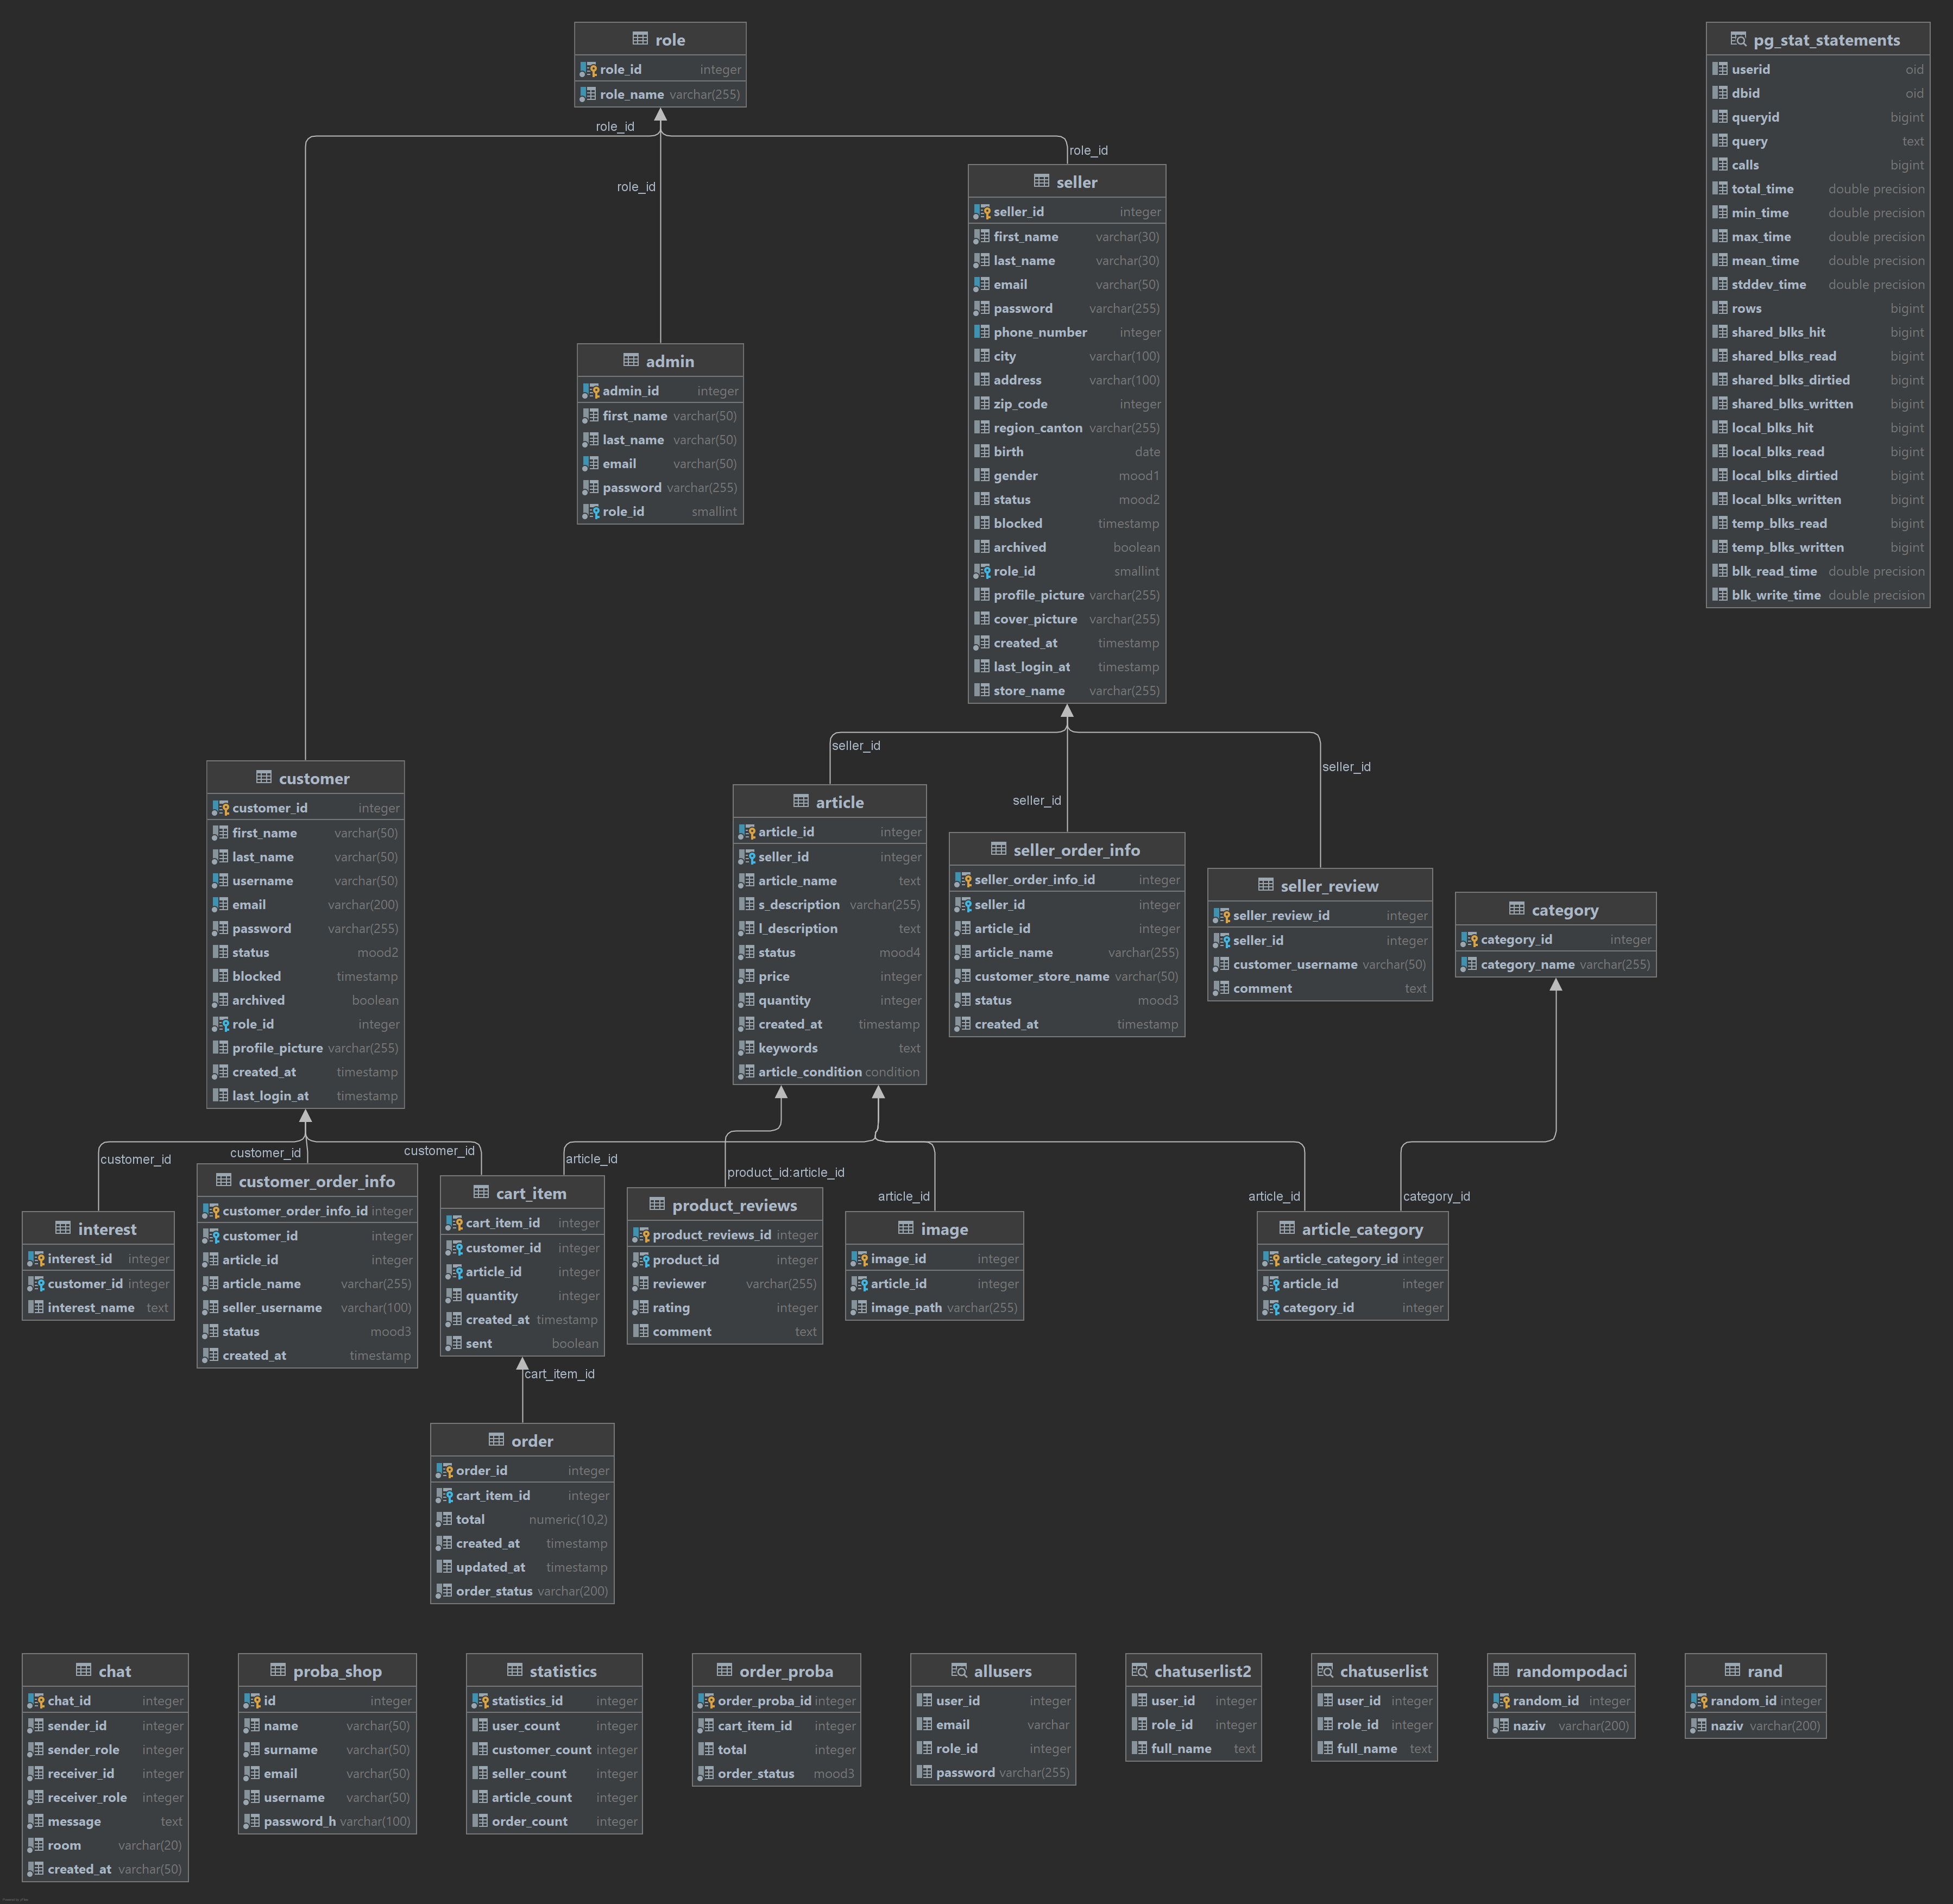 role
role_id integer
role_name varchar(255)
pg_stat_statements
userid oid
dbid oid
queryid bigint
query text
calls bigint
total_time double precision
min_time double precision
max_time double precision
mean_time double precision
stddev_time double precision
rows bigint
shared_blks_hit bigint
shared_blks_read bigint
shared_blks_dirtied bigint
shared_blks_written bigint
local_blks_hit bigint
local_blks_read bigint
local_blks_dirtied bigint
local_blks_written bigint
temp_blks_read bigint
temp_blks_written bigint
blk_read_time double precision
blk_write_time double precision
role_id
role_id
role_id
seller
seller_id integer
first_name varchar(30)
last_name varchar(30)
email varchar(50)
password varchar(255)
phone_number integer
city varchar(100)
address varchar(100)
zip_code integer
region_canton varchar(255)
birth date
gender mood1
status mood2
blocked timestamp
archived boolean
role_id smallint
profile_picture varchar(255)
cover_picture varchar(255)
created_at timestamp
last_login_at timestamp
store_name varchar(255)
admin
admin_id integer
first_name varchar(50)
last_name varchar(50)
email varchar(50)
password varchar(255)
role_id smallint
seller_id
seller_id
seller_id
customer
customer_id integer
first_name varchar(50)
last_name varchar(50)
username varchar(50)
email varchar(200)
password varchar(255)
status mood2
blocked timestamp
archived boolean
role_id integer
profile_picture varchar(255)
created_at timestamp
last_login_at timestamp
article
article_id integer
seller_id integer
article_name text
s_description varchar(255)
l_description text
status mood4
price integer
quantity integer
created_at timestamp
keywords text
article_condition condition
seller_order_info
seller_order_info_id integer
seller_id integer
article_id integer
article_name varchar(255)
customer_store_name varchar(50)
status mood3
created_at timestamp
seller_review
seller_review_id integer
seller_id integer
customer_username varchar(50)
comment text
category
category_id integer
category_name varchar(255)
customer_id
customer_id
customer_id
article_id
product_id:article_id
article_id
article_id
category_id
interest
interest_id integer
customer_id integer
interest_name text
customer_order_info
customer_order_info_id integer
customer_id integer
article_id integer
article_name varchar(255)
seller_username varchar(100)
status mood3
created_at timestamp
cart_item
cart_item_id integer
customer_id integer
article_id integer
quantity integer
created_at timestamp
sent boolean
product_reviews
product_reviews_id integer
product_id integer
reviewer varchar(255)
rating integer
comment text
image
image_id integer
article_id integer
image_path varchar(255)
article_category
article_category_id integer
article_id integer
category_id integer
cart_item_id
order
order_id integer
cart_item_id integer
total numeric(10,2)
created_at timestamp
updated_at timestamp
order_status varchar(200)
chat
chat_id integer
sender_id integer
sender_role integer
receiver_id integer
receiver_role integer
message text
room varchar(20)
created_at varchar(50)
proba_shop
id integer
name varchar(50)
surname varchar(50)
email varchar(50)
username varchar(50)
password_h varchar(100)
statistics
statistics_id integer
user_count integer
customer_count integer
seller_count integer
article_count integer
order_count integer
order_proba
order_proba_id integer
cart_item_id integer
total integer
order_status mood3
allusers
user_id integer
email varchar
role_id integer
password varchar(255)
chatuserlist2
user_id integer
role_id integer
full_name text
chatuserlist
user_id integer
role_id integer
full_name text
randompodaci
random_id integer
naziv varchar(200)
rand
random_id integer
naziv varchar(200)